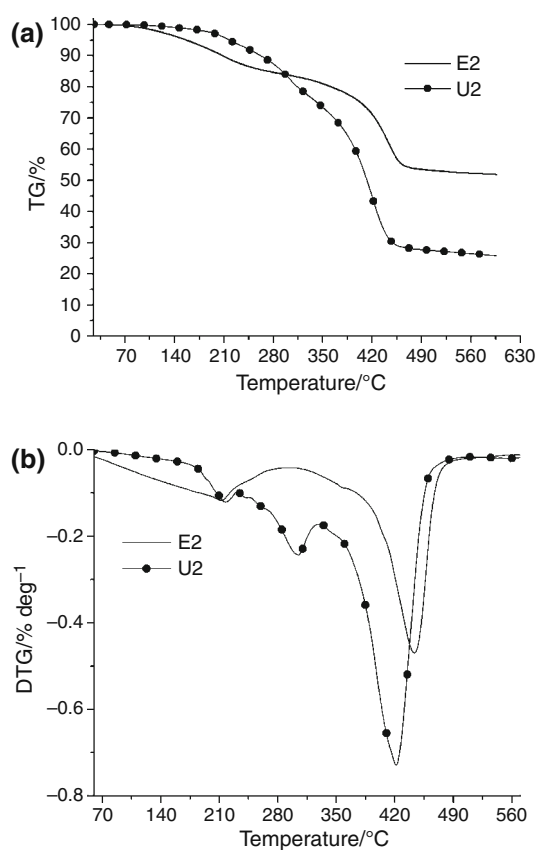 (a)
100
90
80
70
60
50
40
30
20
10
0
TG/%
E2
U2
70 140 210 280 350 420 490 560 630
Temperature/°C
(b)
0.0
−0.2
−0.4
−0.6
−0.8
DTG/% deg⁻¹
E2
U2
70 140 210 280 350 420 490 560
Temperature/°C